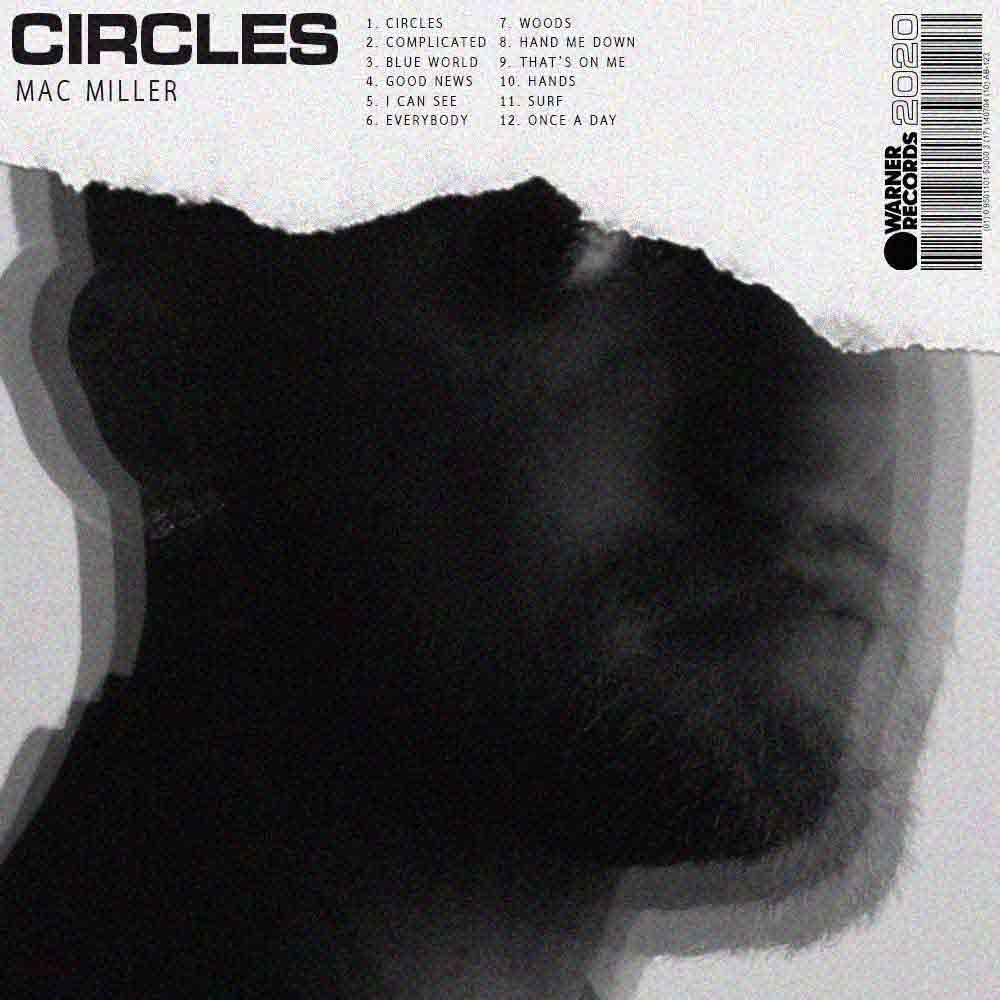 CIRCLES
MAC MILLER
1. CIRCLES
2. COMPLICATED
3. BLUE WORLD
4. GOOD NEWS
5. I CAN SEE
6. EVERYBODY
7. WOODS
8. HAND ME DOWN
9. THAT'S ON ME
10. HANDS
11. SURF
12. ONCE A DAY
WARNER
RECORDS
2020